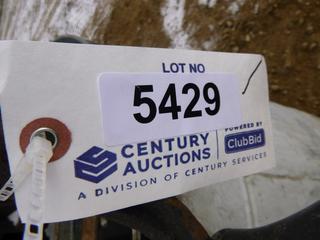 LOT NO
5429
CENTURY
AUCTIONS
POWERED BY
ClubBid
A DIVISION OF CENTURY SERVICES